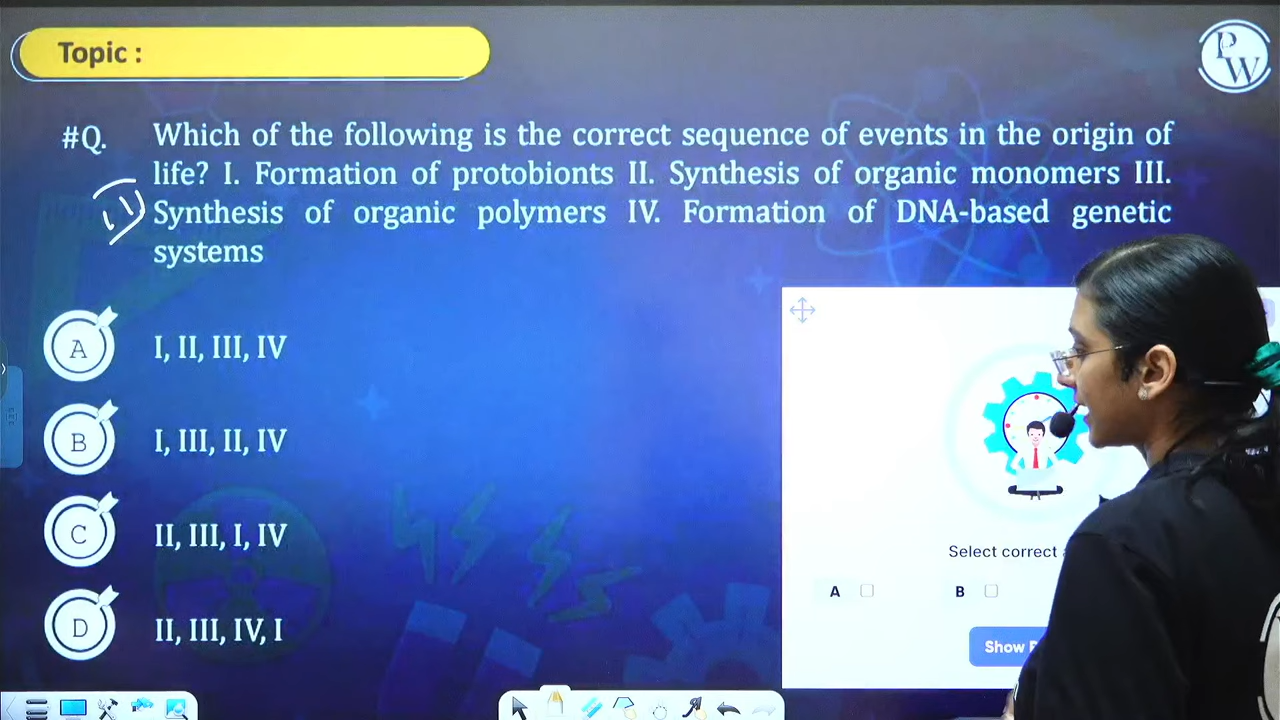 Topic :
PW
#Q. Which of the following is the correct sequence of events in the origin of
life? I. Formation of protobionts II. Synthesis of organic monomers III.
Synthesis of organic polymers IV. Formation of DNA-based genetic
systems
A I, II, III, IV
B I, III, II, IV
C II, III, I, IV
D II, III, IV, I
Select correct
A
B
Show